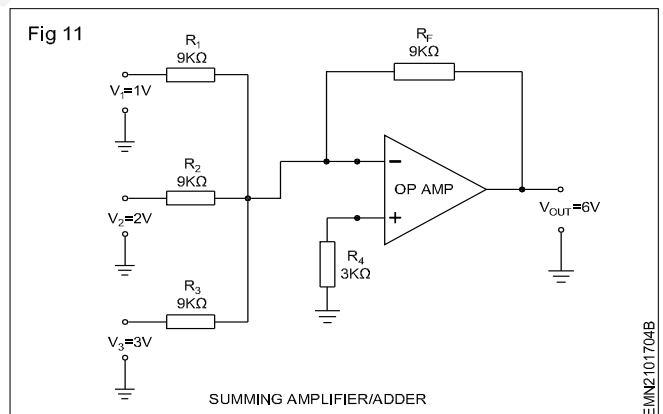 Fig 11
R1
9KΩ
V1=1V
R2
9KΩ
V2=2V
R3
9KΩ
V3=3V
RF
9KΩ
−
OP AMP
+
R4
3KΩ
VOUT=6V
SUMMING AMPLIFIER/ADDER
EMN2101704B